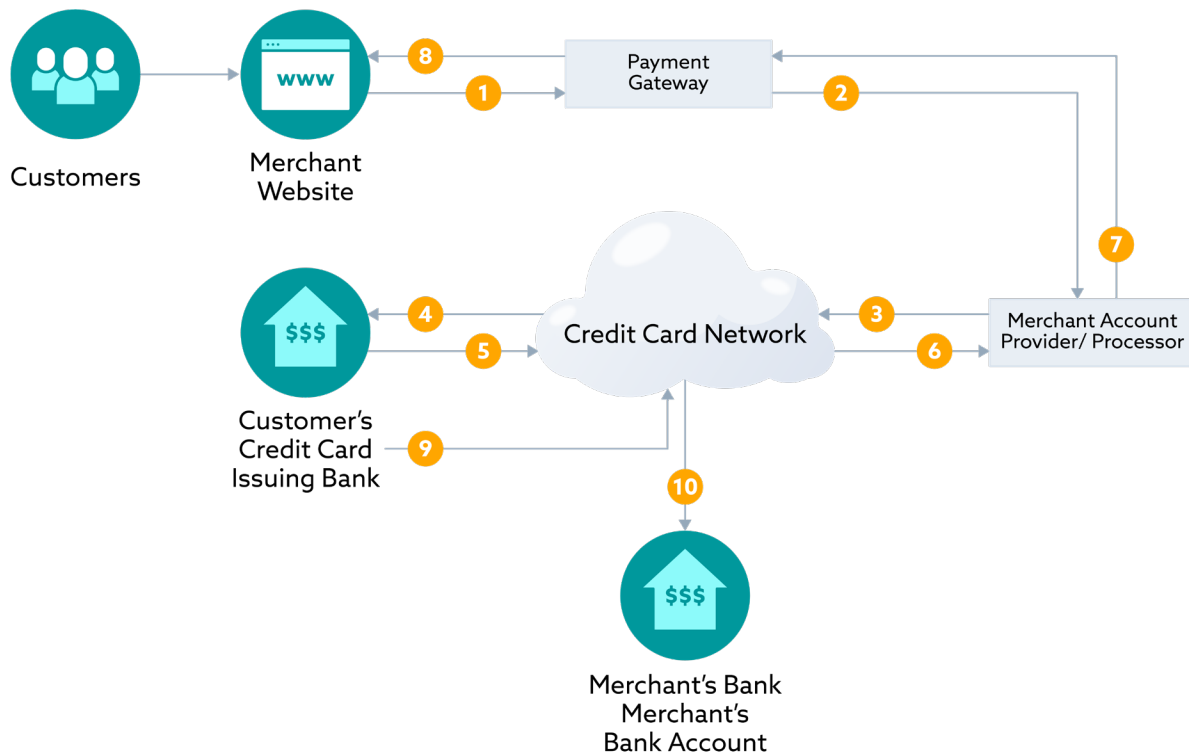 www
8
1
Payment
Gateway
2
Customers
Merchant
Website
7
$$$
4
5
Credit Card Network
3
6
Merchant Account
Provider/ Processor
Customer’s
Credit Card
Issuing Bank
9
10
$$$
Merchant’s Bank
Merchant’s
Bank Account